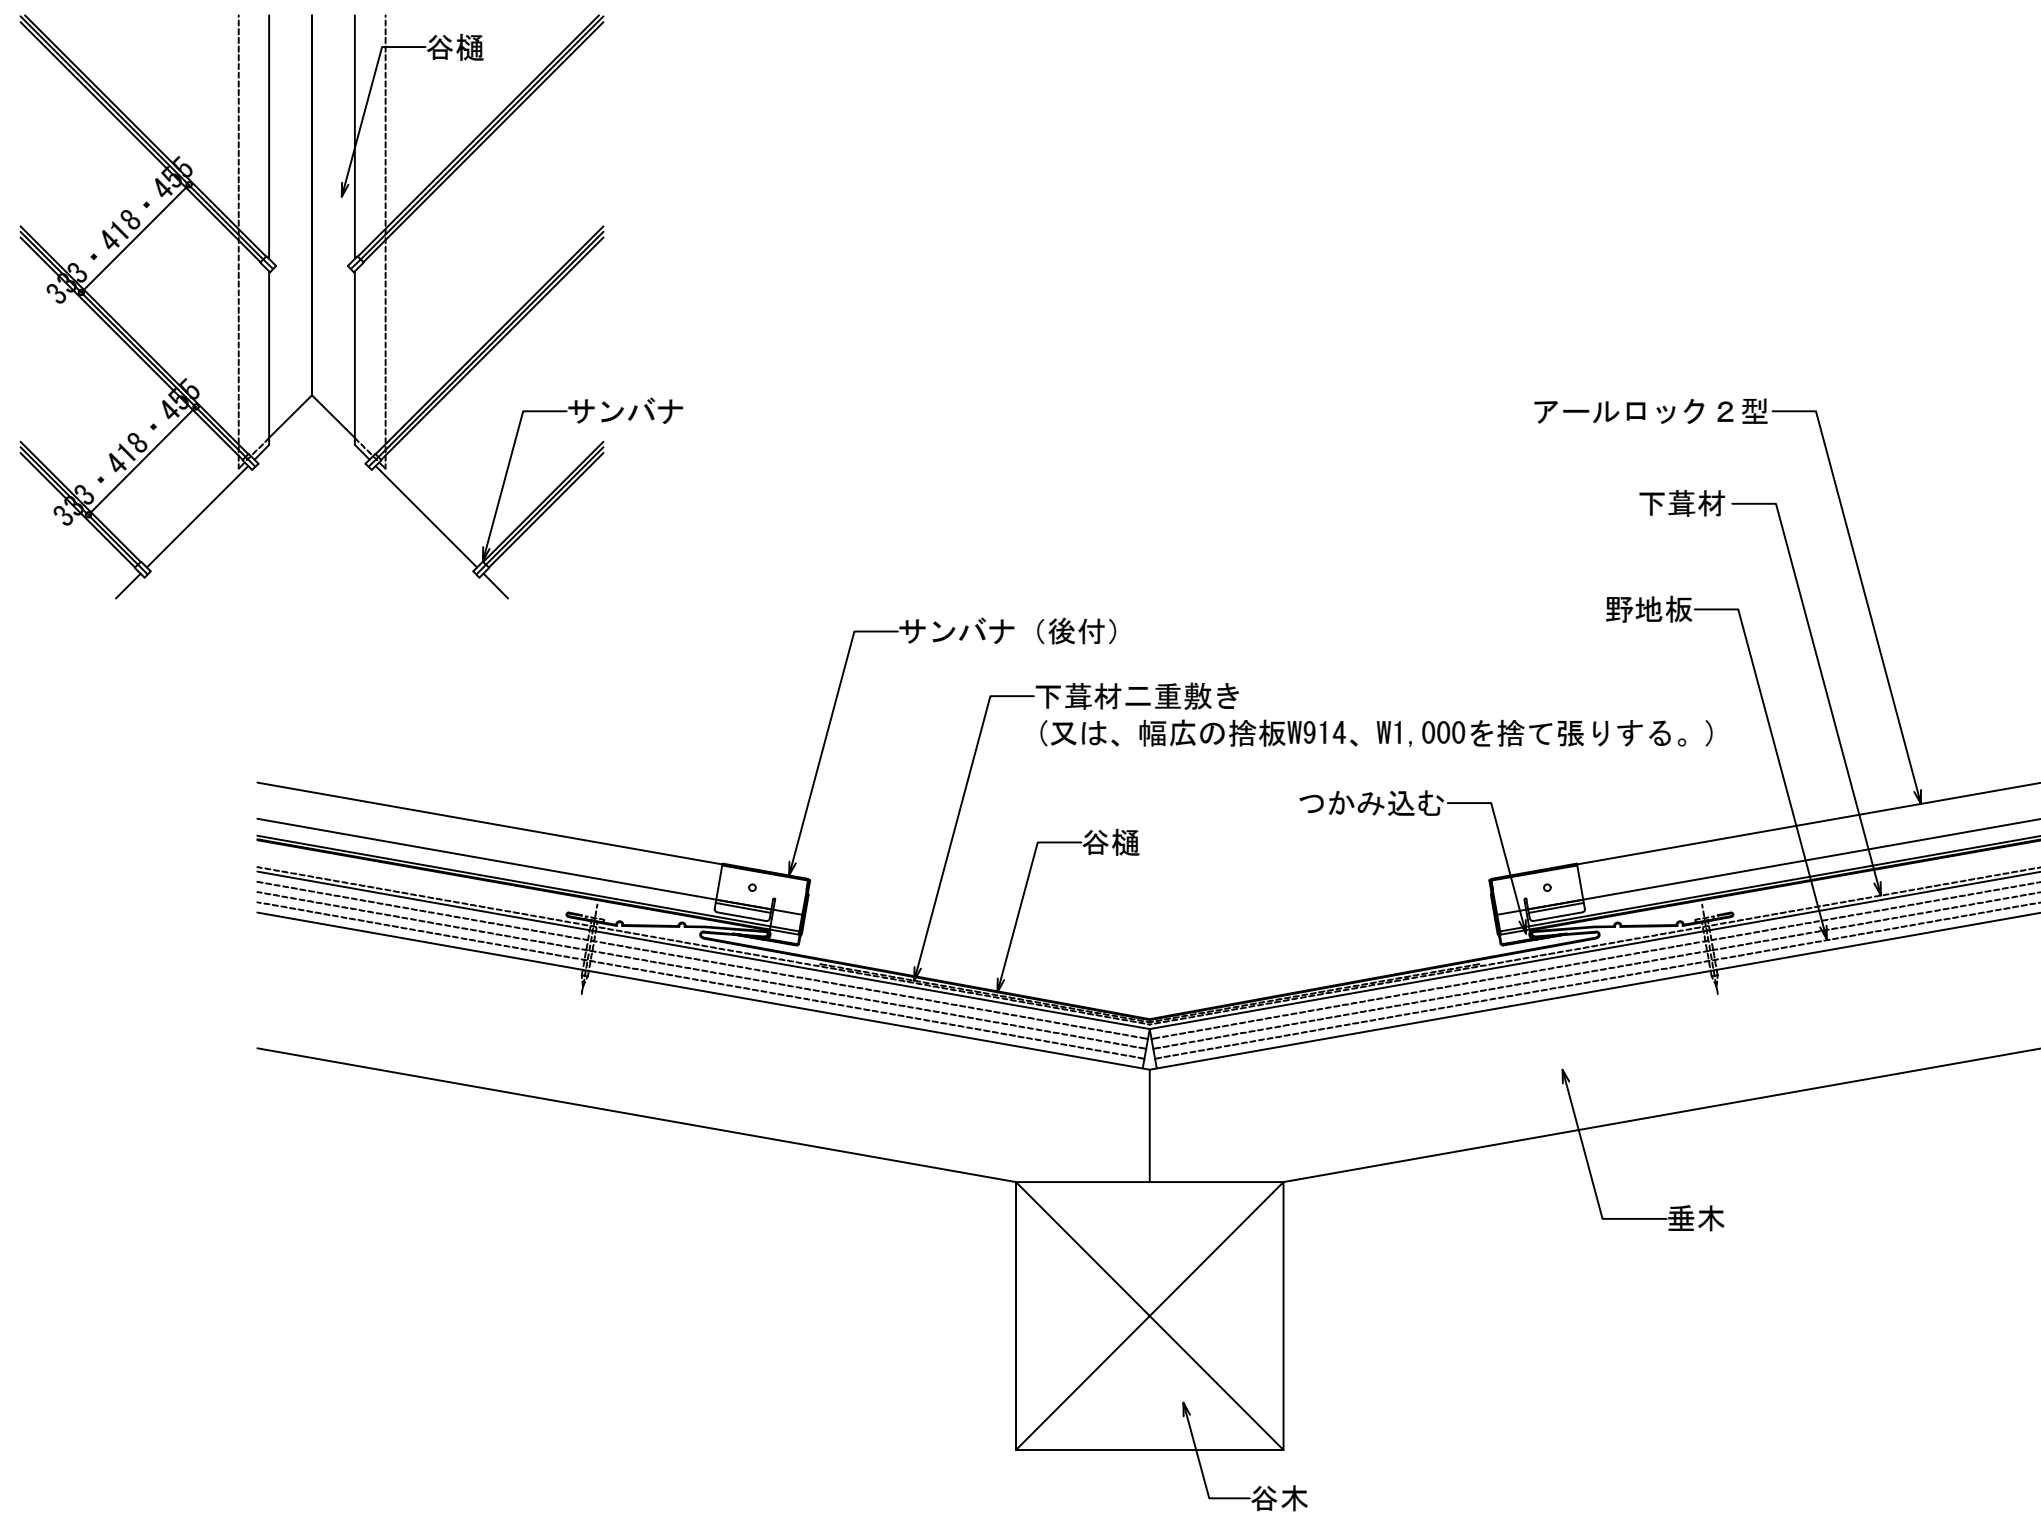 谷樋
333・418・455
サンバナ
333・418・455
アールロック２型
下葺材
野地板
サンバナ（後付）
下葺材二重敷き
（又は、幅広の捨板W914、W1,000を捨て張りする。）
つかみ込む
谷樋
垂木
谷木